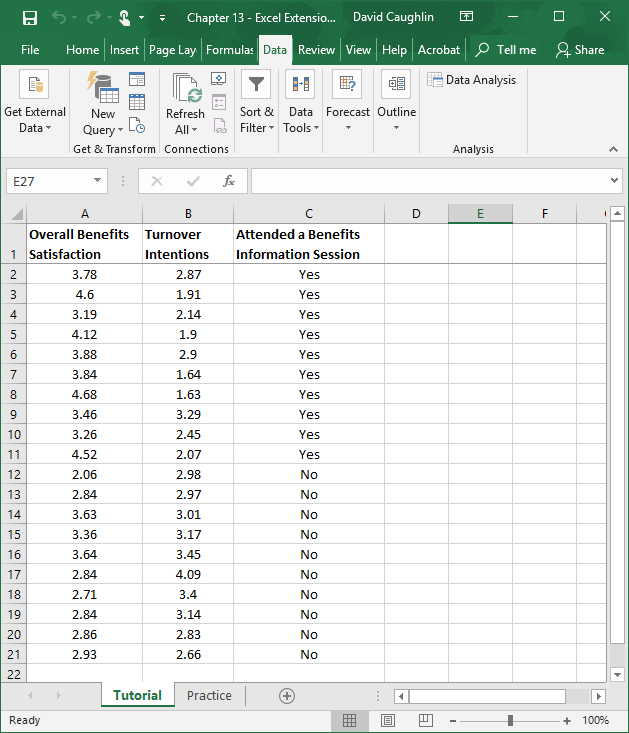 Chapter 13 - Excel Extensio... David Caughlin
File Home Insert Page Lay Formulas Data Review View Help Acrobat Tell me Share
Get External Data
New Query
Refresh All
Sort & Filter
Data Tools
Forecast
Outline
Data Analysis
Get & Transform Connections Analysis
E27 fx
A B C D E F
1 Overall Benefits Satisfaction Turnover Intentions Attended a Benefits Information Session
2 3.78 2.87 Yes
3 4.6 1.91 Yes
4 3.19 2.14 Yes
5 4.12 1.9 Yes
6 3.88 2.9 Yes
7 3.84 1.64 Yes
8 4.68 1.63 Yes
9 3.46 3.29 Yes
10 3.26 2.45 Yes
11 4.52 2.07 Yes
12 2.06 2.98 No
13 2.84 2.97 No
14 3.63 3.01 No
15 3.36 3.17 No
16 3.64 3.45 No
17 2.84 4.09 No
18 2.71 3.4 No
19 2.84 3.14 No
20 2.86 2.83 No
21 2.93 2.66 No
22
Tutorial Practice
Ready 100%